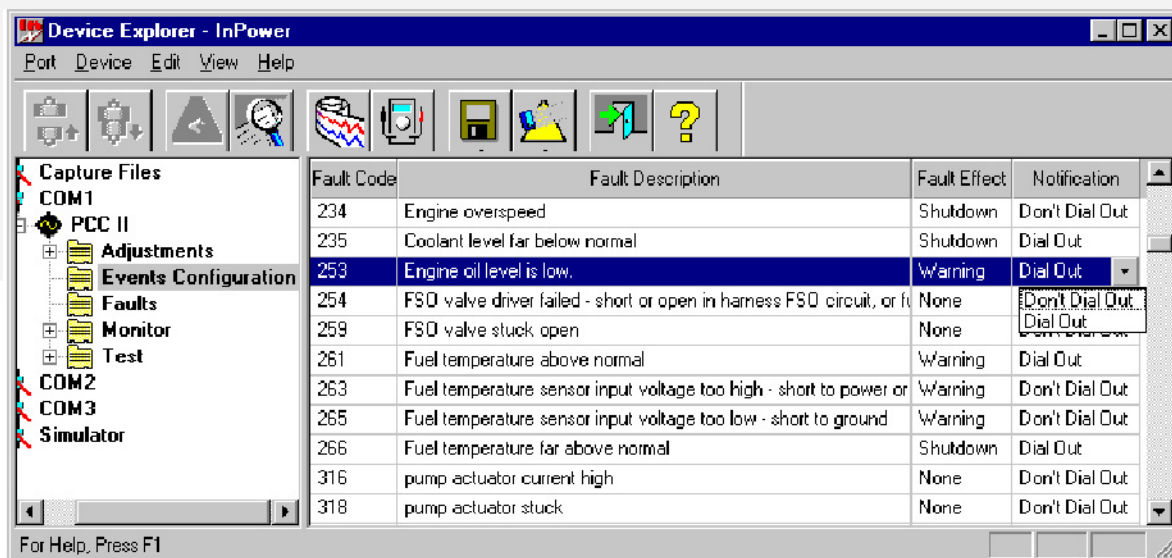 Device Explorer - InPower
Port Device Edit View Help
Capture Files
COM1
PCC II
Adjustments
Events Configuration
Faults
Monitor
Test
COM2
COM3
Simulator
Fault Code Fault Description Fault Effect Notification
234 Engine overspeed Shutdown Don't Dial Out
235 Coolant level far below normal Shutdown Dial Out
253 Engine oil level is low. Warning Dial Out
254 FSO valve driver failed - short or open in harness FSO circuit, or None Don't Dial Out
259 FSO valve stuck open None Dial Out
261 Fuel temperature above normal Warning Dial Out
263 Fuel temperature sensor input voltage too high - short to power or Warning Don't Dial Out
265 Fuel temperature sensor input voltage too low - short to ground Warning Don't Dial Out
266 Fuel temperature far above normal Shutdown Dial Out
316 pump actuator current high None Don't Dial Out
318 pump actuator stuck None Don't Dial Out
For Help, Press F1